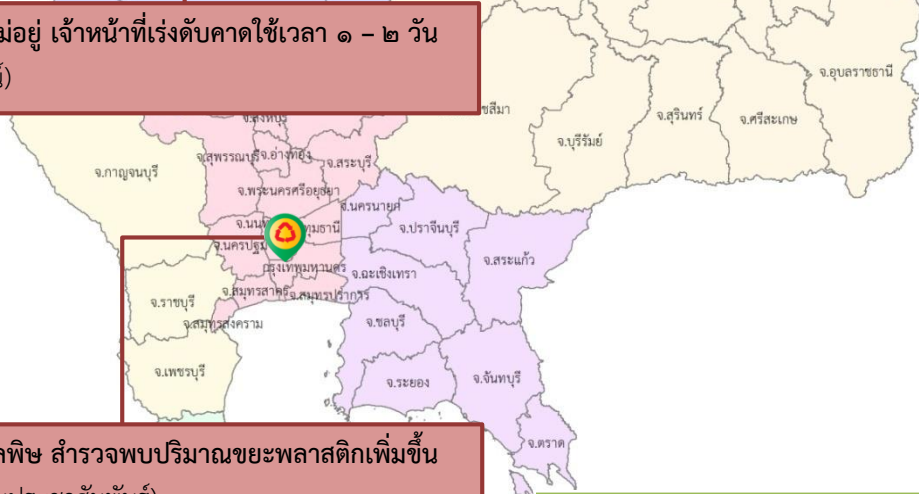 เจ้าหน้าที่เร่งดับคาดใช้เวลา ๑ – ๒ วัน
จ.อุบลราชธานี
จ.สุรินทร์
จ.ศรีสะเกษ
จ.บุรีรัมย์
จ.สุพรรณบุรี
จ.อ่างทอง
จ.สระบุรี
จ.กาญจนบุรี
จ.พระนครศรีอยุธยา
จ.นครนายก
จ.ปราจีนบุรี
จ.นครปฐม
กรุงเทพมหานคร
จ.ฉะเชิงเทรา
จ.สระแก้ว
จ.ราชบุรี
จ.สมุทรสาคร
จ.สมุทรปราการ
จ.สมุทรสงคราม
จ.ชลบุรี
จ.เพชรบุรี
จ.ระยอง
จ.จันทบุรี
จ.ตราด
สำรวจพบปริมาณขยะพลาสติกเพิ่มขึ้น